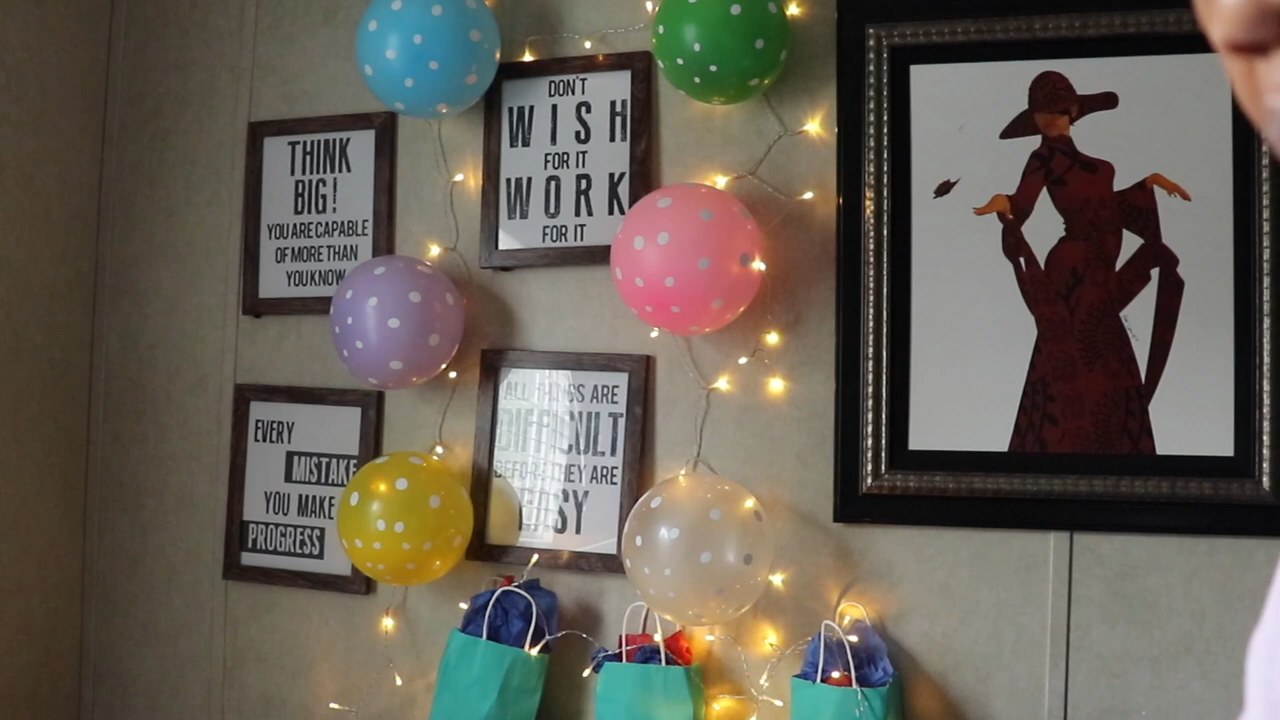 THINK
BIG!
YOU ARE CAPABLE
OF MORE THAN
YOU KNOW
DON'T
WISH
FOR IT
WORK
FOR IT
EVERY
MISTAKE
YOU MAKE
PROGRESS
ALL THINGS ARE
DIFFICULT
BEFORE THEY ARE
EASY